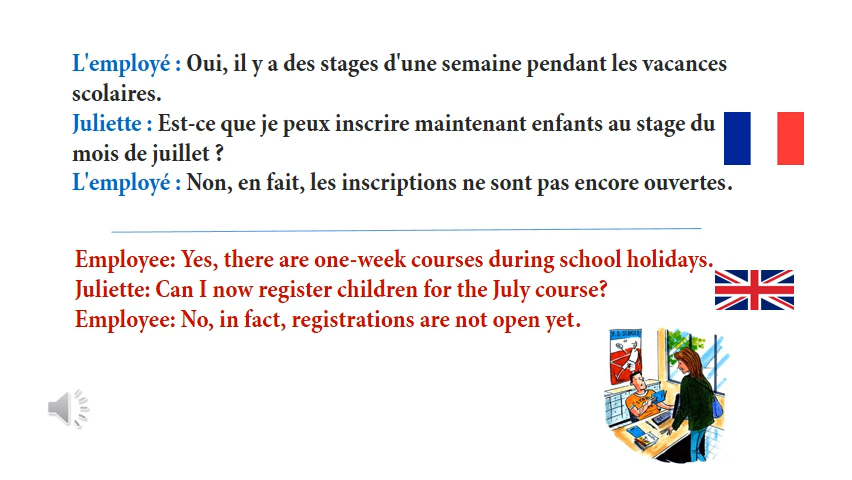 L'employé : Oui, il y a des stages d'une semaine pendant les vacances
scolaires.
Juliette : Est-ce que je peux inscrire maintenant enfants au stage du
mois de juillet ?
L'employé : Non, en fait, les inscriptions ne sont pas encore ouvertes.
Employee: Yes, there are one-week courses during school holidays.
Juliette: Can I now register children for the July course?
Employee: No, in fact, registrations are not open yet.